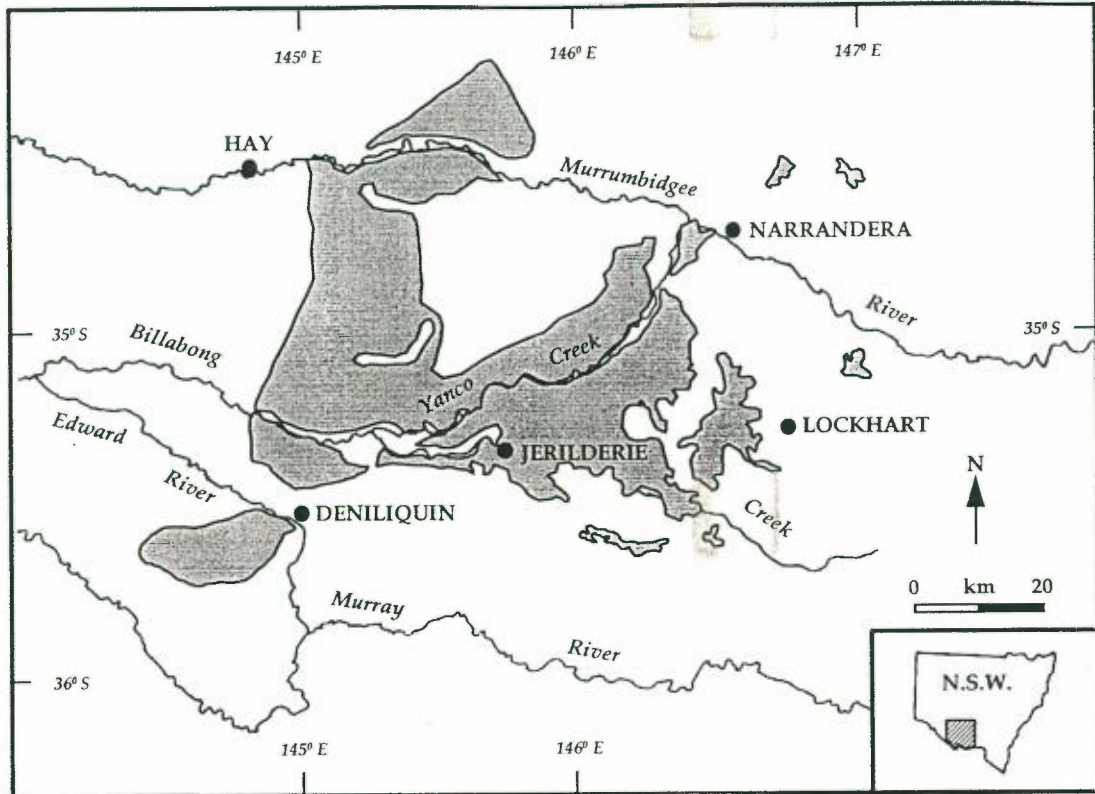 145° E
146° E
147° E
HAY
Murrumbidgee
NARRANDERA
River
35° S
35° S
Billabong
Creek
Yanco
Edward
River
JERILDERIE
LOCKHART
DENILIQUIN
Creek
N
0 km 20
Murray
River
36° S
N.S.W.
145° E
146° E